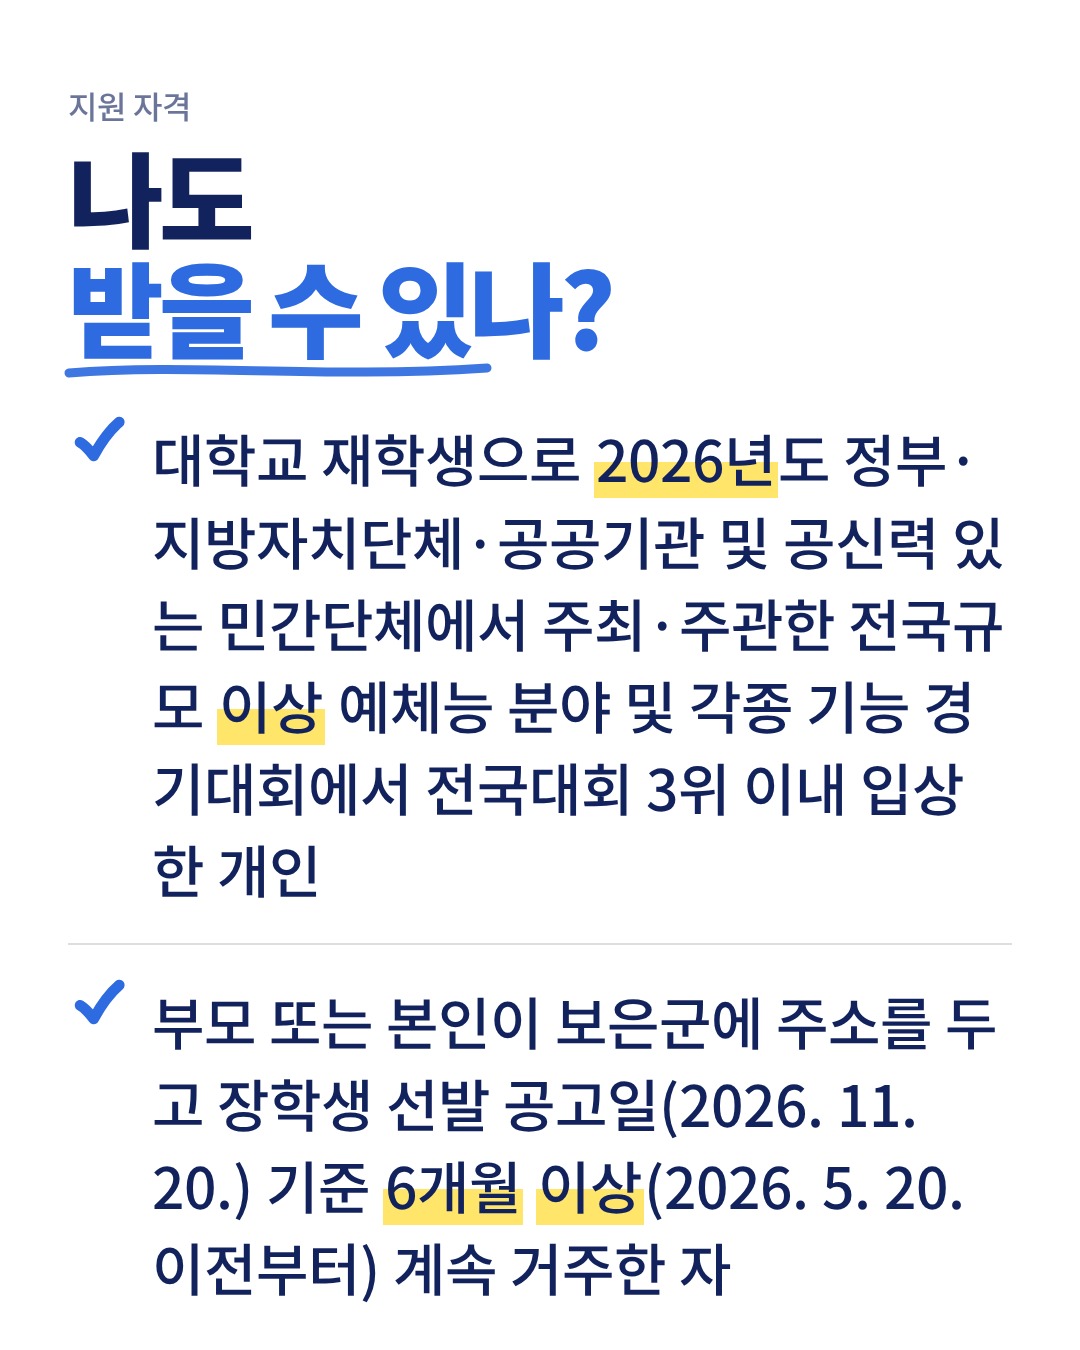 지원 자격
나도
받을 수 있나?
대학교 재학생으로 2026년도 정부·
지방자치단체·공공기관 및 공신력 있
는 민간단체에서 주최·주관한 전국규
모 이상 예체능 분야 및 각종 기능 경
기대회에서 전국대회 3위 이내 입상
한 개인
부모 또는 본인이 보은군에 주소를 두
고 장학생 선발 공고일(2026. 11.
20.) 기준 6개월 이상(2026. 5. 20.
이전부터) 계속 거주한 자